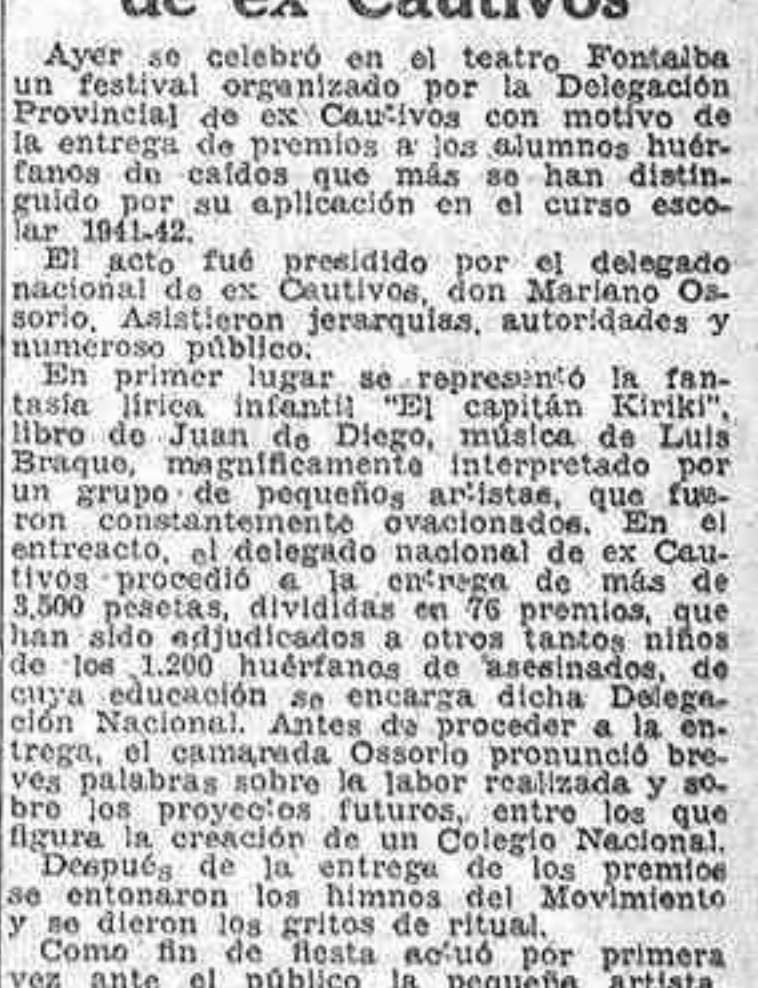 de ex Cautivos
Ayer se celebró en el teatro Fontalba
un festival organizado por la Delegación
Provincial de ex Cautivos con motivo de
la entrega de premios a los alumnos huér-
fanos de caídos que más se han distin-
guido por su aplicación en el curso esco-
lar 1941-42.
El acto fué presidido por el delegado
nacional de ex Cautivos, don Mariano Os-
sorio. Asistieron jerarquias, autoridades y
numeroso público.
En primer lugar se representó la fan-
tasía lírica infantil "El capitán Kiriki",
libro de Juan de Diego, música de Luis
Braque, magníficamente interpretado por
un grupo de pequeños artistas, que fue-
ron constantemente ovacionados. En el
entreacto, el delegado nacional de ex Cau-
tivos procedió a la entrega de más de
3.500 pesetas, divididas en 76 premios, que
han sido adjudicados a otros tantos niños
de los 1.200 huérfanos de asesinados, de
cuya educación se encarga dicha Delega-
ción Nacional. Antes de proceder a la en-
trega, el camarada Ossorio pronunció bre-
ves palabras sobre la labor realizada y so-
bre los proyectos futuros, entre los que
figura la creación de un Colegio Nacional.
Después de la entrega de los premios
se entonaron los himnos del Movimiento
y se dieron los gritos de ritual.
Como fin de fiesta actuó por primera
vez ante el público la pequeña artista